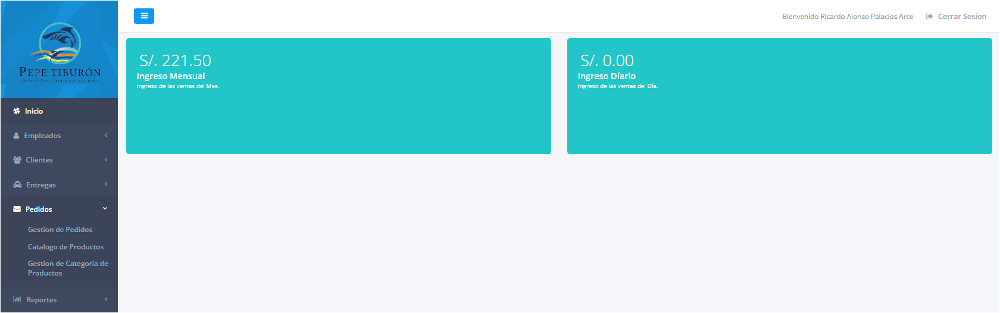 PEPE TIBURÓN
Inicio
Empleados
Clientes
Entregas
Pedidos
Gestion de Pedidos
Catalogo de Productos
Gestion de Categoria de
Productos
Reportes
Bienvenido Ricardo Alonso Palacios Arce
Cerrar Sesion
S/. 221.50
Ingreso Mensual
Ingreso de las ventas del Mes.
S/. 0.00
Ingreso Díario
Ingreso de las ventas del Día.